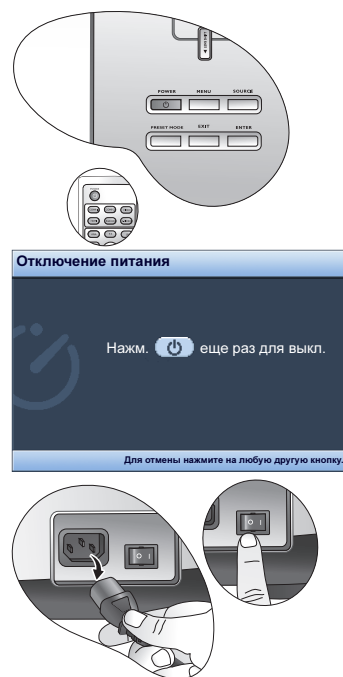 POWER MENU SOURCE
PRESET MODE EXIT ENTER
Отключение питания
Нажм. еще раз для выкл.
Для отмены нажмите на любую другую кнопку.